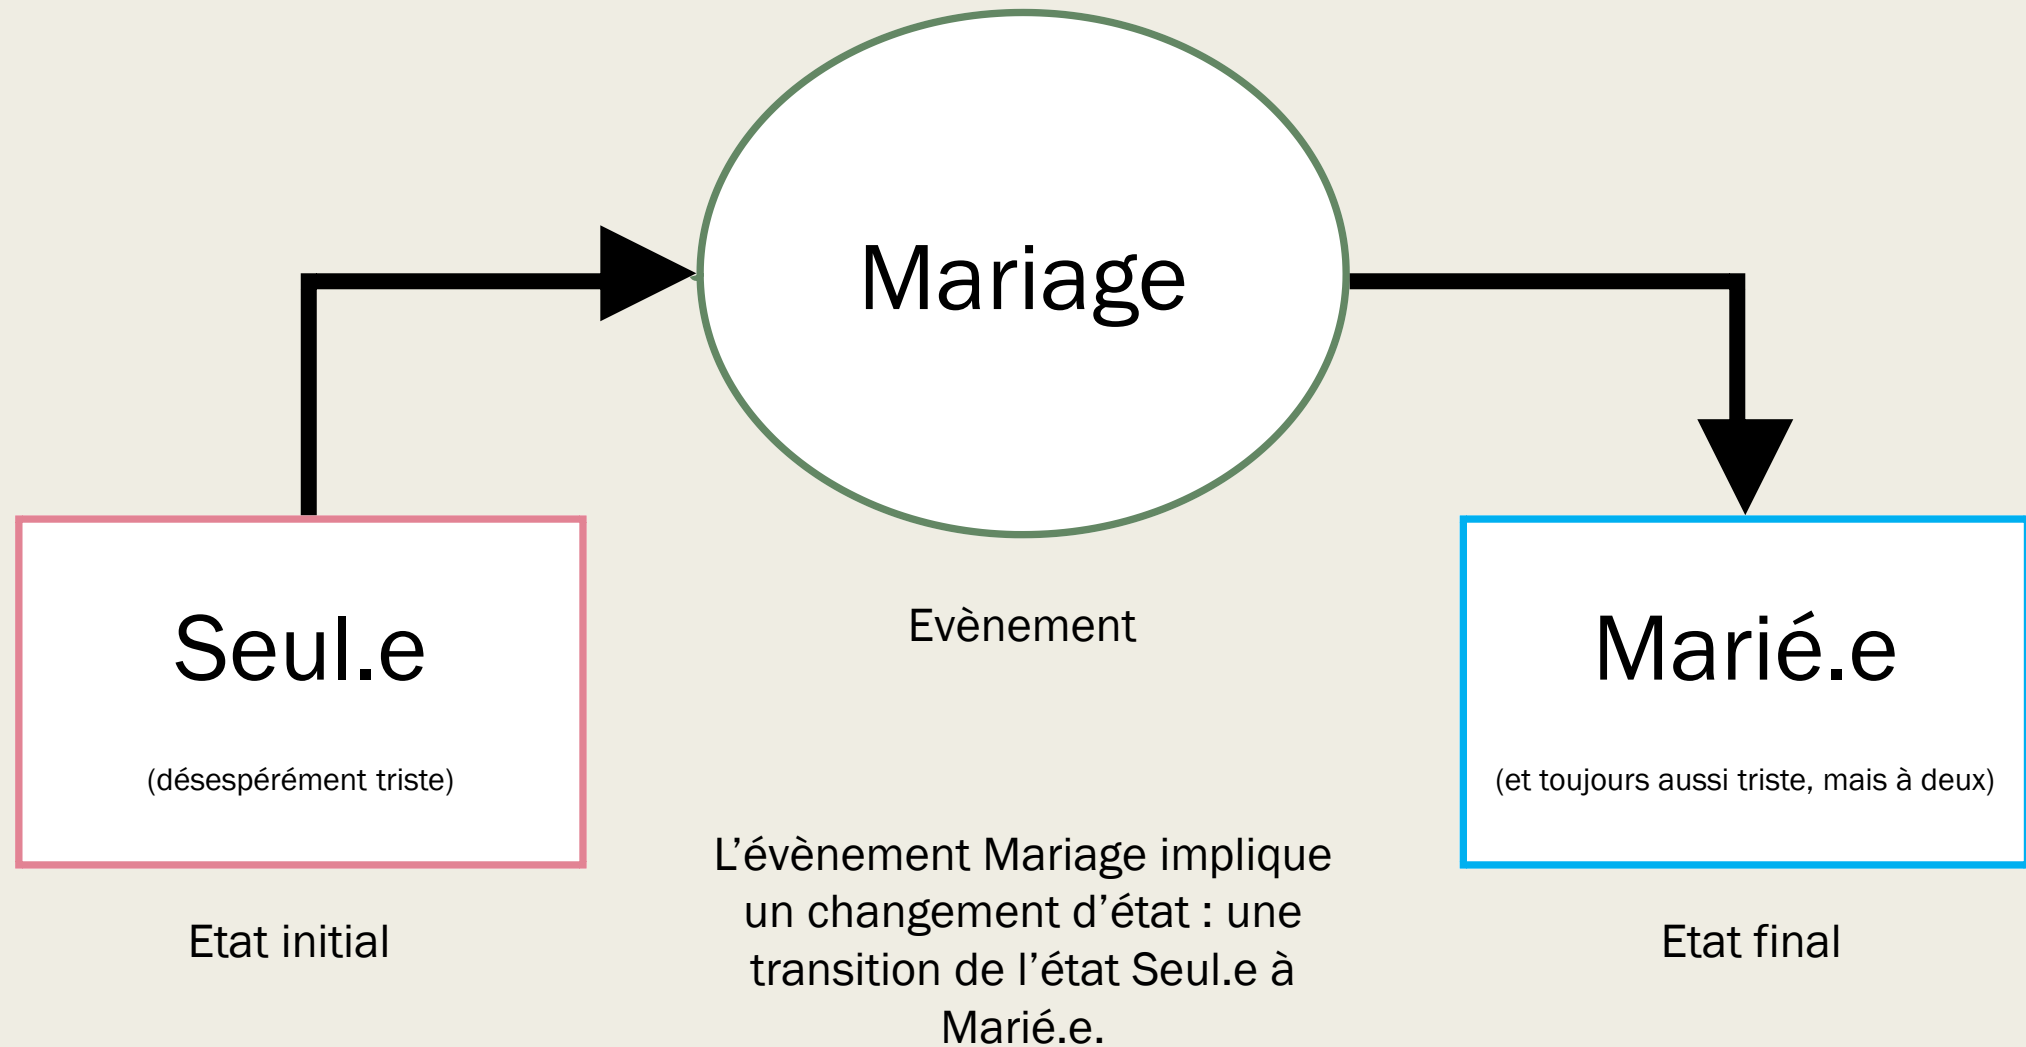 Mariage
Seul.e
(désespérément triste)
Etat initial
Evènement
L’évènement Mariage implique
un changement d’état : une
transition de l’état Seul.e à
Marié.e.
Marié.e
(et toujours aussi triste, mais à deux)
Etat final